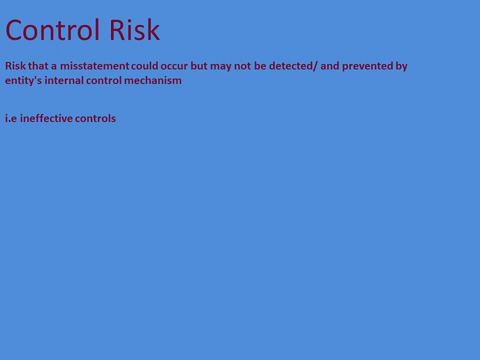 Control Risk
Risk that a misstatement could occur but may not be detected/ and prevented by
entity's internal control mechanism
i.e ineffective controls